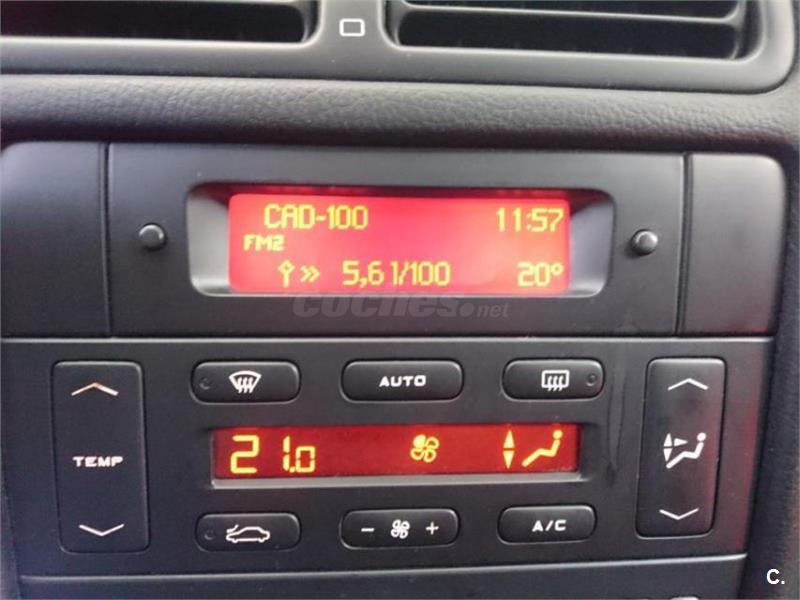 CAD-100 11:57
FM2
5,6 l/100 20°
coches.net
AUTO
TEMP
21.0
- +
A/C
C.